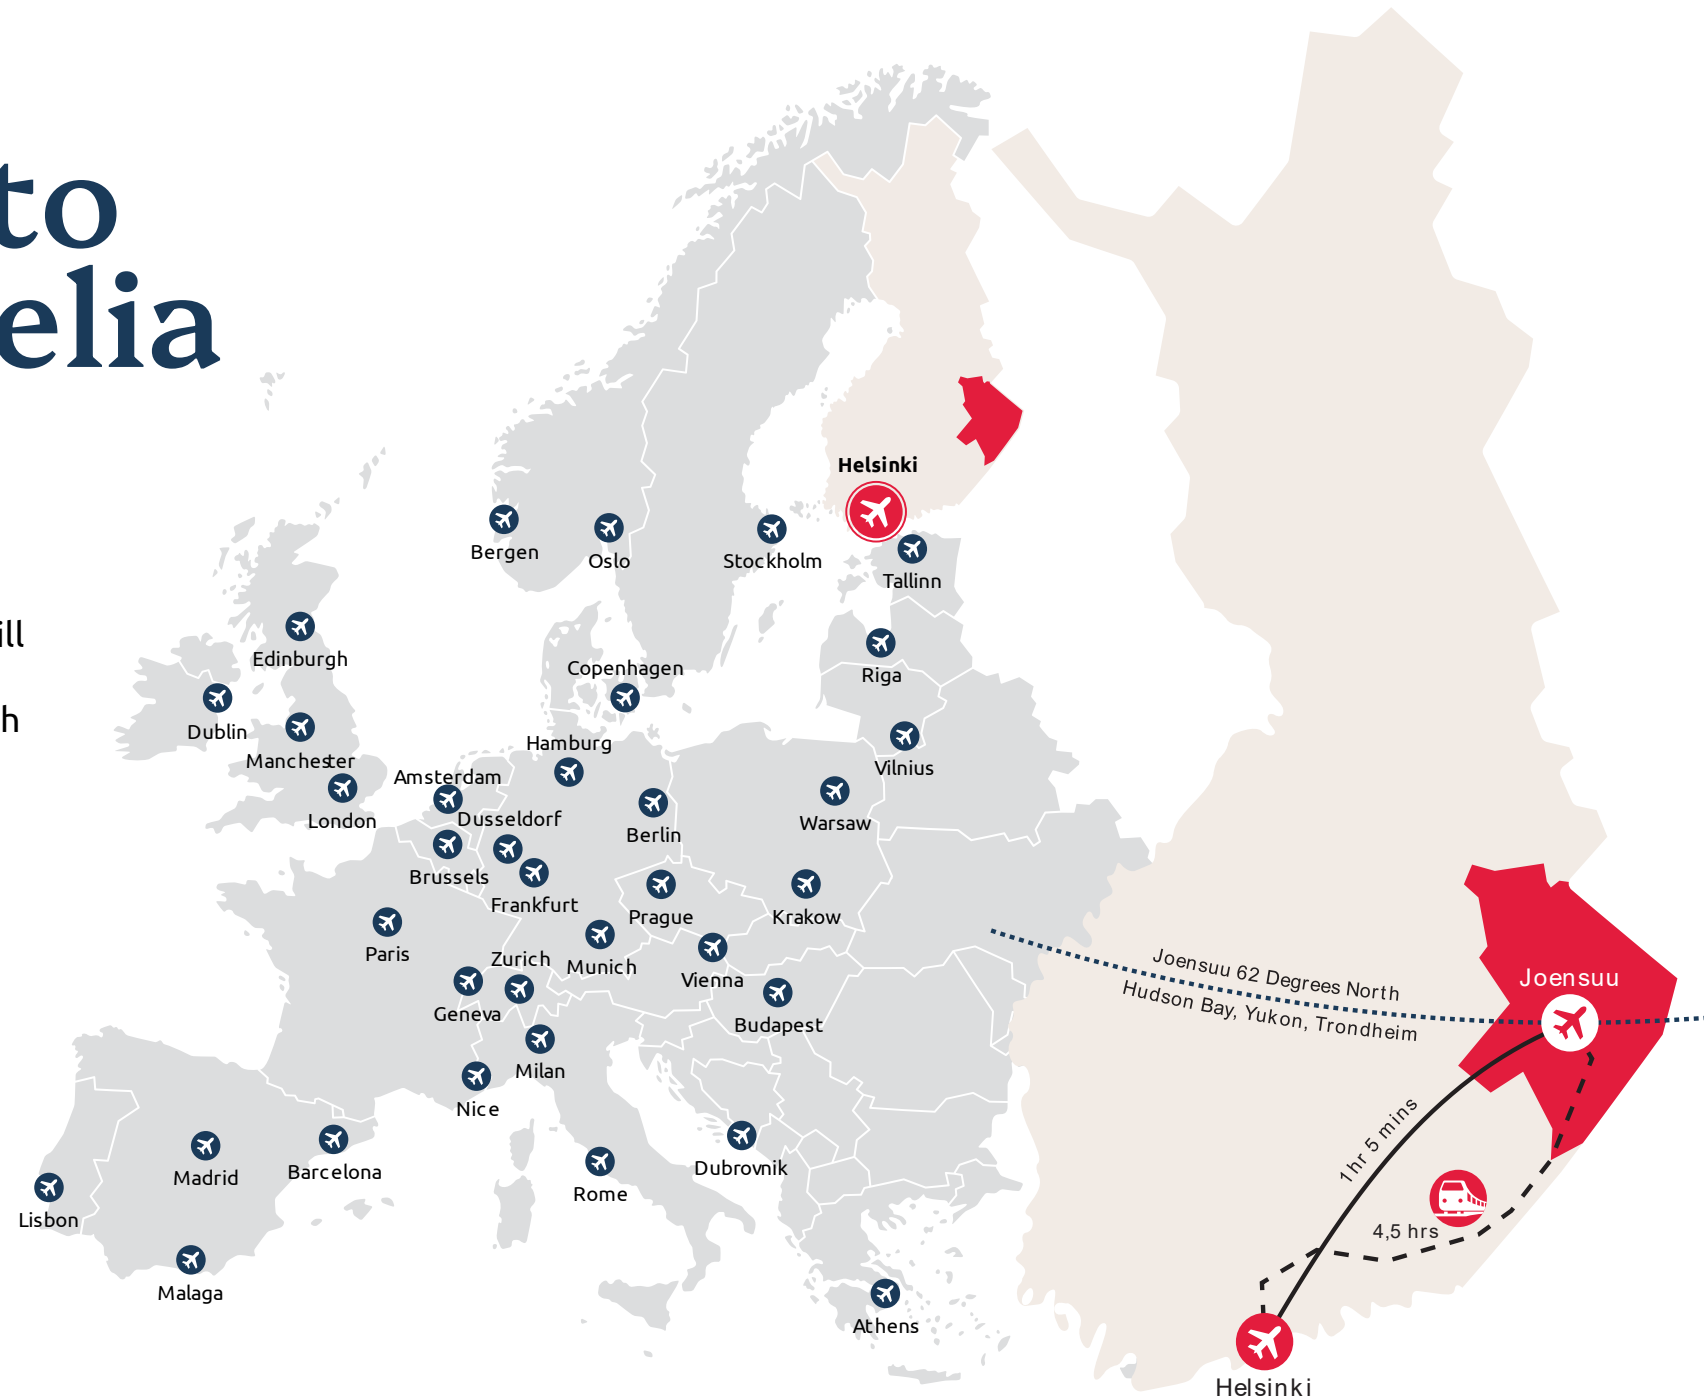 to
elia
ill
h
Helsinki
Bergen
Oslo
Stockholm
Tallinn
Edinburgh
Copenhagen
Riga
Dublin
Hamburg
Manchester
Amsterdam
Vilnius
London
Dusseldorf
Berlin
Warsaw
Brussels
Frankfurt
Prague
Krakow
Paris
Zurich
Munich
Vienna
Geneva
Budapest
Milan
Nice
Madrid
Barcelona
Dubrovnik
Rome
Lisbon
Malaga
Athens
Joensuu 62 Degrees North
Hudson Bay, Yukon, Trondheim
Joensuu
1hr 5 mins
4,5 hrs
Helsinki